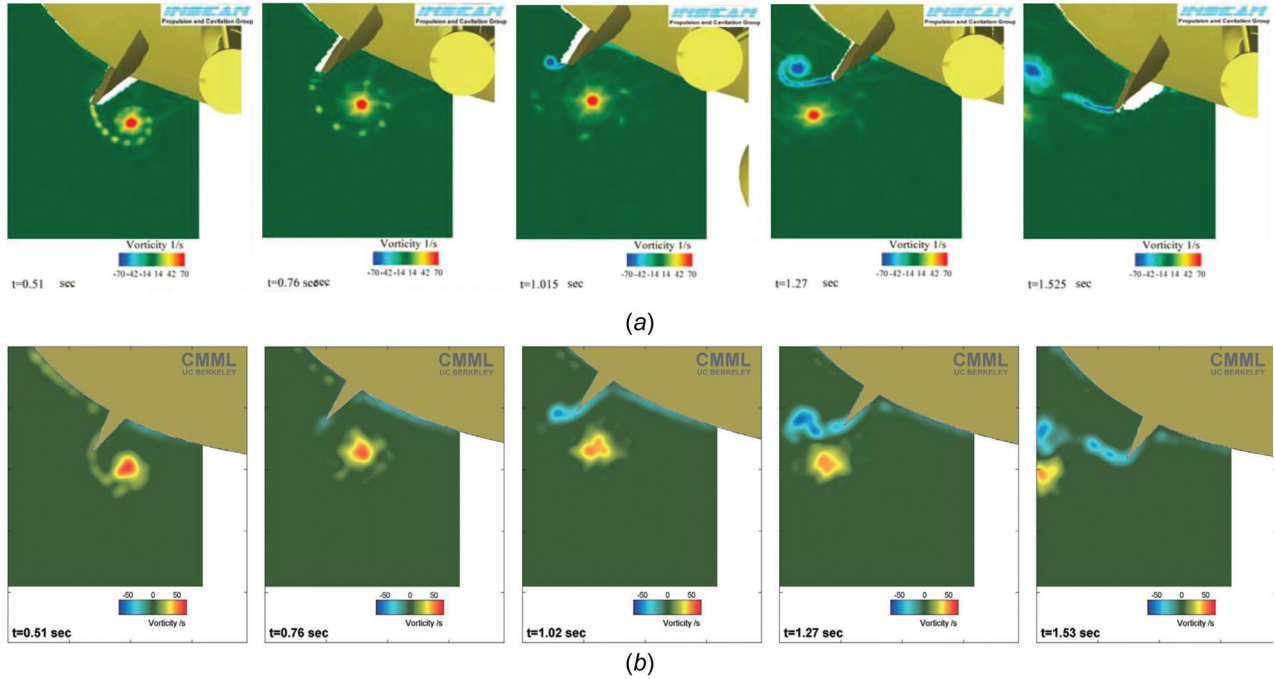 INSEAN
Propulsion and Cavitation Group
Vorticity 1/s
-70-42-14 14 42 70
t=0.51 sec
INSEAN
Propulsion and Cavitation Group
Vorticity 1/s
-70-42-14 14 42 70
t=0.76 sec sec
INSEAN
Propulsion and Cavitation Group
Vorticity 1/s
-70-42-14 14 42 70
t=1.015 sec
INSEAN
Propulsion and Cavitation Group
Vorticity 1/s
-70-42-14 14 42 70
t=1.27 sec
INSEAN
Propulsion and Cavitation Group
Vorticity 1/s
-70-42-14 14 42 70
t=1.525 sec
(a)
CMML
UC BERKELEY
-50 0 50
Vorticity /s
t=0.51 sec
CMML
UC BERKELEY
-50 0 50
Vorticity /s
t=0.76 sec
CMML
UC BERKELEY
-50 0 50
Vorticity /s
t=1.02 sec
CMML
UC BERKELEY
-50 0 50
Vorticity /s
t=1.27 sec
CMML
UC BERKELEY
-50 0 50
Vorticity /s
t=1.53 sec
(b)